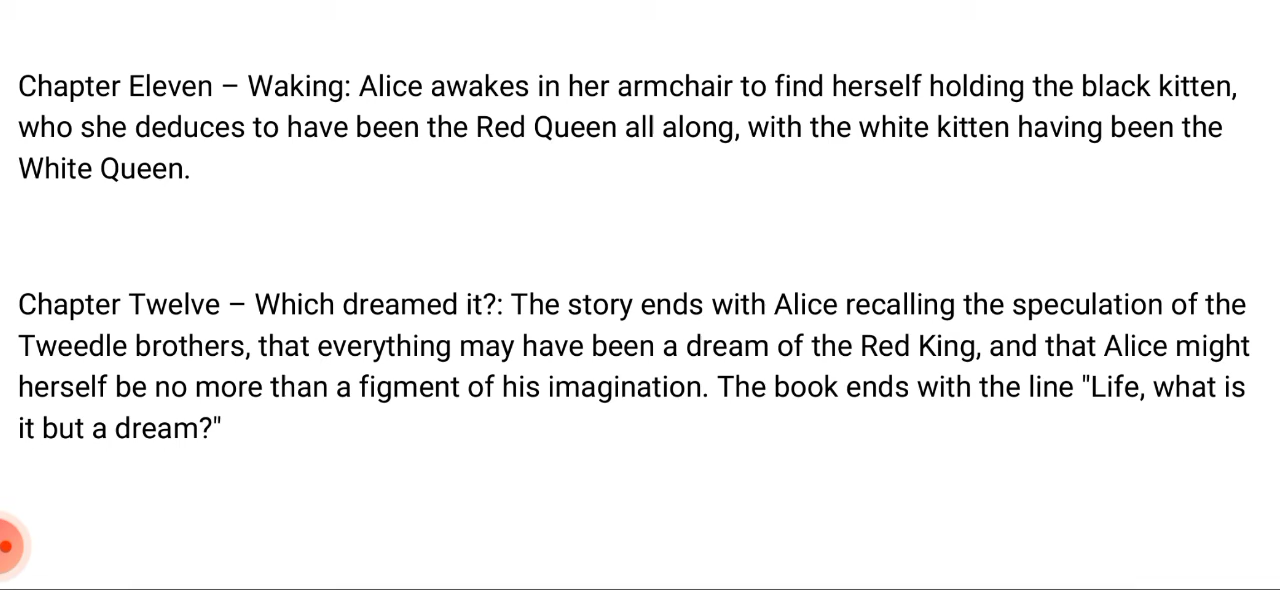 Chapter Eleven – Waking: Alice awakes in her armchair to find herself holding the black kitten,
who she deduces to have been the Red Queen all along, with the white kitten having been the
White Queen.
Chapter Twelve – Which dreamed it?: The story ends with Alice recalling the speculation of the
Tweedle brothers, that everything may have been a dream of the Red King, and that Alice might
herself be no more than a figment of his imagination. The book ends with the line "Life, what is
it but a dream?"